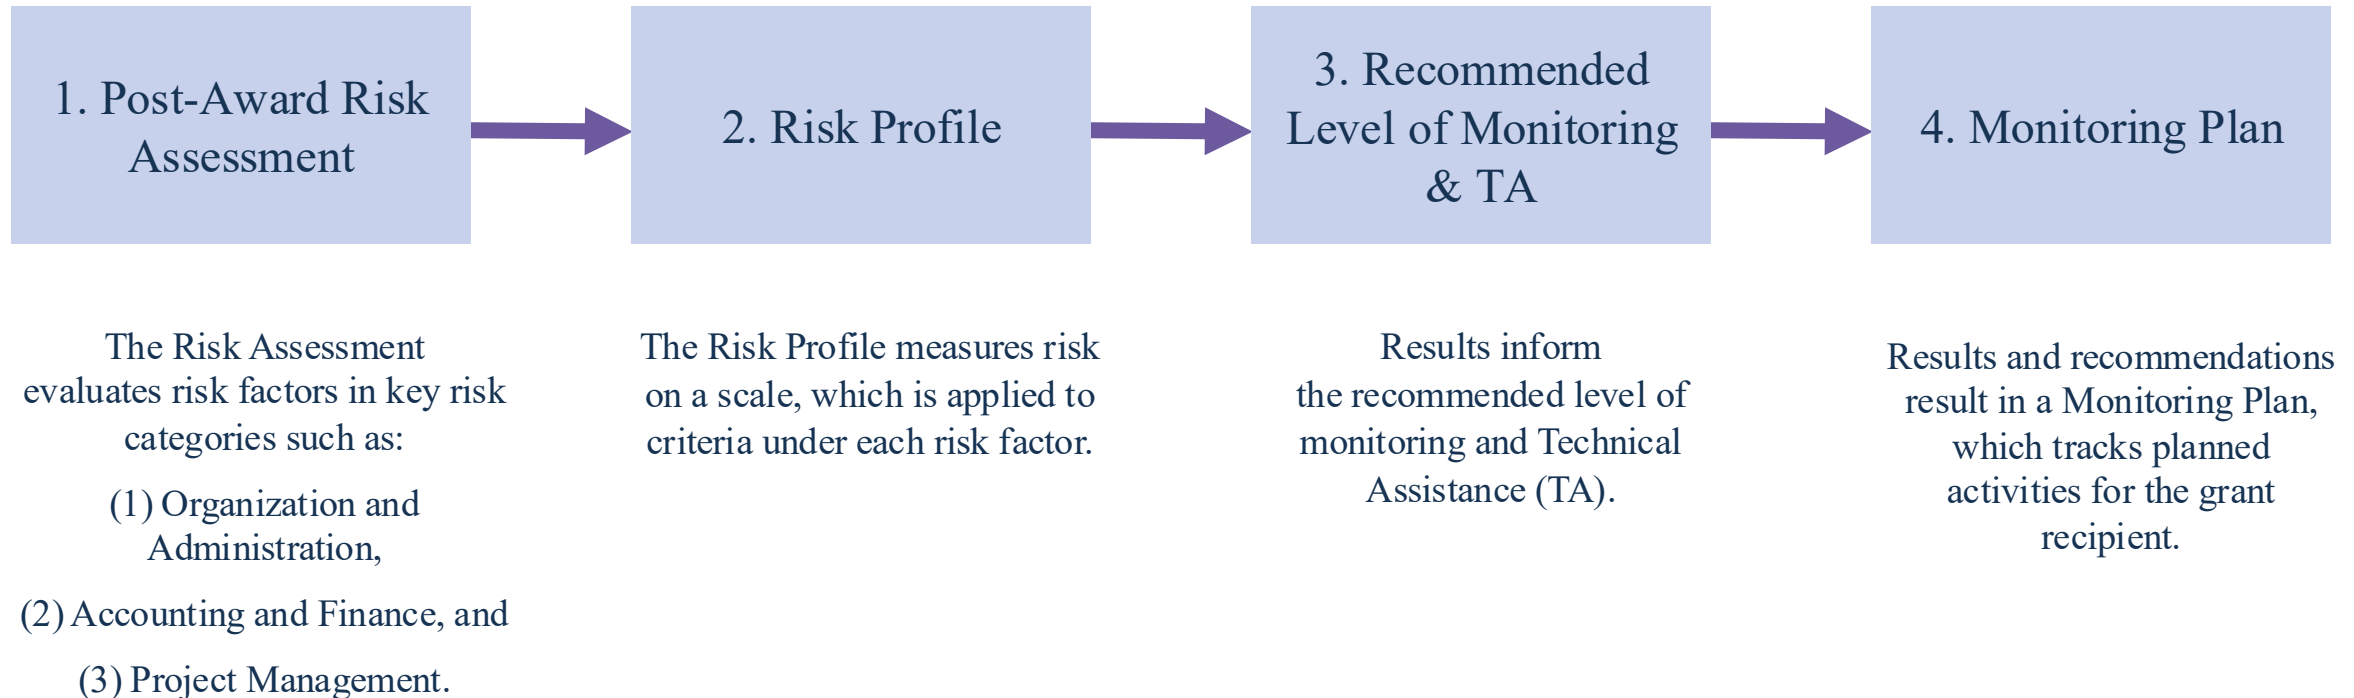 1. Post-Award Risk
Assessment
2. Risk Profile
3. Recommended
Level of Monitoring
& TA
4. Monitoring Plan
The Risk Assessment
evaluates risk factors in key risk
categories such as:
(1) Organization and
Administration,
(2) Accounting and Finance, and
(3) Project Management.
The Risk Profile measures risk
on a scale, which is applied to
criteria under each risk factor.
Results inform
the recommended level of
monitoring and Technical
Assistance (TA).
Results and recommendations
result in a Monitoring Plan,
which tracks planned
activities for the grant
recipient.